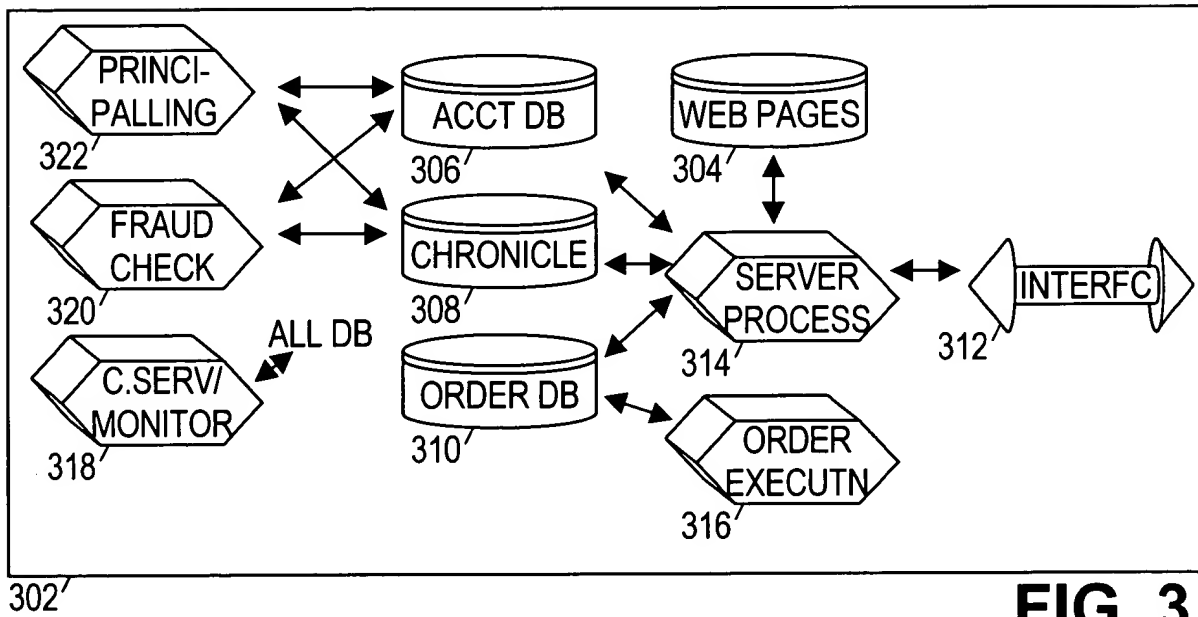 PRINCI-
PALLING
322
ACCT DB
306
WEB PAGES
304
FRAUD
CHECK
320
CHRONICLE
308
SERVER
PROCESS
314
INTERFC
312
ALL DB
C.SERV/
MONITOR
318
ORDER DB
310
ORDER
EXECUTN
316
302
FIG. 3